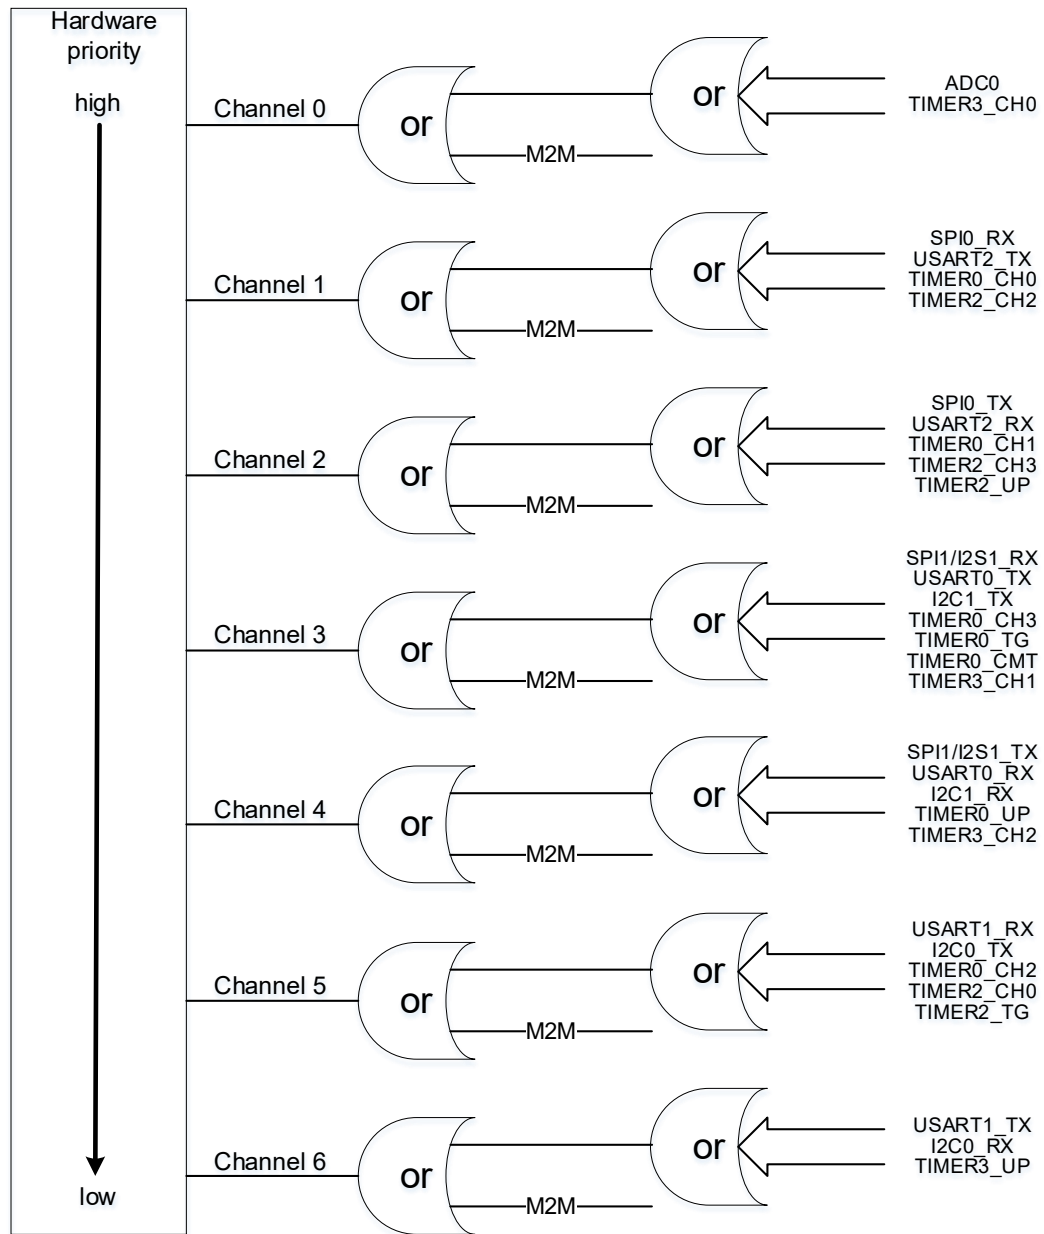 Hardware
priority
high
Channel 0
or
M2M
or
ADC0
TIMER3_CH0
Channel 1
or
M2M
or
SPI0_RX
USART2_TX
TIMER0_CH0
TIMER2_CH2
Channel 2
or
M2M
or
SPI0_TX
USART2_RX
TIMER0_CH1
TIMER2_CH3
TIMER2_UP
Channel 3
or
M2M
or
SPI1/I2S1_RX
USART0_TX
I2C1_TX
TIMER0_CH3
TIMER0_TG
TIMER0_CMT
TIMER3_CH1
Channel 4
or
M2M
or
SPI1/I2S1_TX
USART0_RX
I2C1_RX
TIMER0_UP
TIMER3_CH2
Channel 5
or
M2M
or
USART1_RX
I2C0_TX
TIMER0_CH2
TIMER2_CH0
TIMER2_TG
Channel 6
or
M2M
or
USART1_TX
I2C0_RX
TIMER3_UP
low